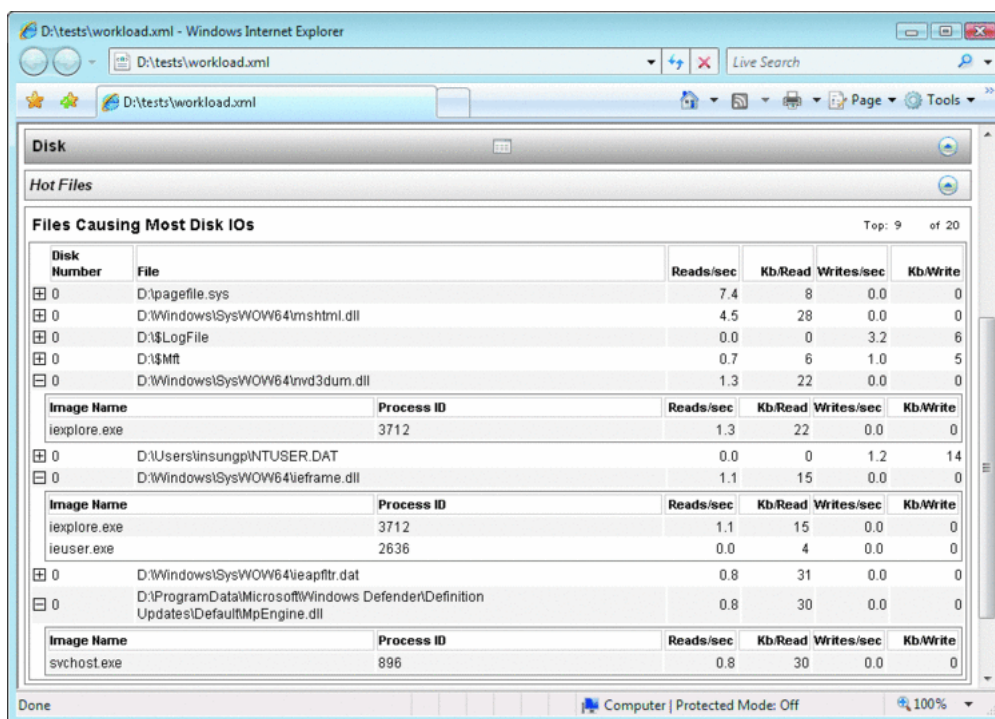 D:\tests\workload.xml - Windows Internet Explorer
D:\tests\workload.xml Live Search
D:\tests\workload.xml Page Tools
Disk
Hot Files
Files Causing Most Disk IOs Top: 9 of 20
Disk Number File Reads/sec Kb/Read Writes/sec Kb/Write
0 D:\pagefile.sys 7.4 8 0.0 0
0 D:\Windows\SysWOW64\mshtml.dll 4.5 28 0.0 0
0 D:\$LogFile 0.0 0 3.2 6
0 D:\$Mft 0.7 6 1.0 5
0 D:\Windows\SysWOW64\nvd3dum.dll 1.3 22 0.0 0
Image Name Process ID Reads/sec Kb/Read Writes/sec Kb/Write
iexplore.exe 3712 1.3 22 0.0 0
0 D:\Users\insungp\NTUSER.DAT 0.0 0 1.2 14
0 D:\Windows\SysWOW64\ieframe.dll 1.1 15 0.0 0
Image Name Process ID Reads/sec Kb/Read Writes/sec Kb/Write
iexplore.exe 3712 1.1 15 0.0 0
ieuser.exe 2636 0.0 4 0.0 0
0 D:\Windows\SysWOW64\ieapfltr.dat 0.8 31 0.0 0
0 D:\ProgramData\Microsoft\Windows Defender\Definition
Updates\Default\MpEngine.dll 0.8 30 0.0 0
Image Name Process ID Reads/sec Kb/Read Writes/sec Kb/Write
svchost.exe 896 0.8 30 0.0 0
Done Computer | Protected Mode: Off 100%